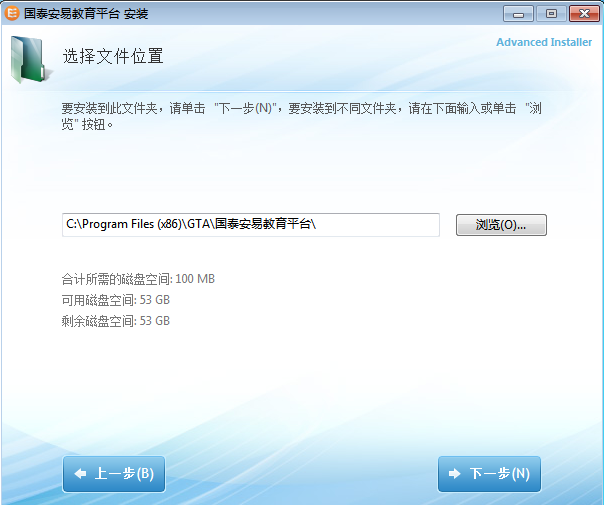 国泰安易教育平台 安装
Advanced Installer
选择文件位置
要安装到此文件夹，请单击 "下一步(N)"，要安装到不同文件夹，请在下面输入或单击 "浏
览" 按钮。
C:\Program Files (x86)\GTA\国泰安易教育平台\
浏览(O)...
合计所需的磁盘空间: 100 MB
可用磁盘空间: 53 GB
剩余磁盘空间: 53 GB
上一步(B)
下一步(N)